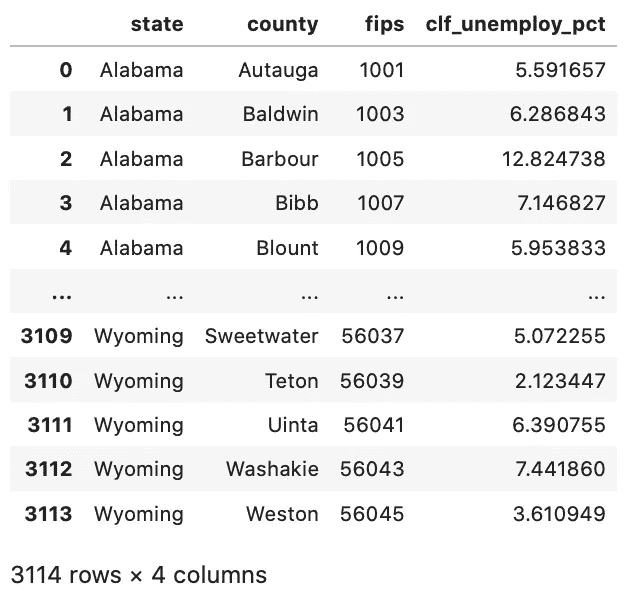 state county fips clf_unemploy_pct
0 Alabama Autauga 1001 5.591657
1 Alabama Baldwin 1003 6.286843
2 Alabama Barbour 1005 12.824738
3 Alabama Bibb 1007 7.146827
4 Alabama Blount 1009 5.953833
... ... ... ... ...
3109 Wyoming Sweetwater 56037 5.072255
3110 Wyoming Teton 56039 2.123447
3111 Wyoming Uinta 56041 6.390755
3112 Wyoming Washakie 56043 7.441860
3113 Wyoming Weston 56045 3.610949
3114 rows × 4 columns